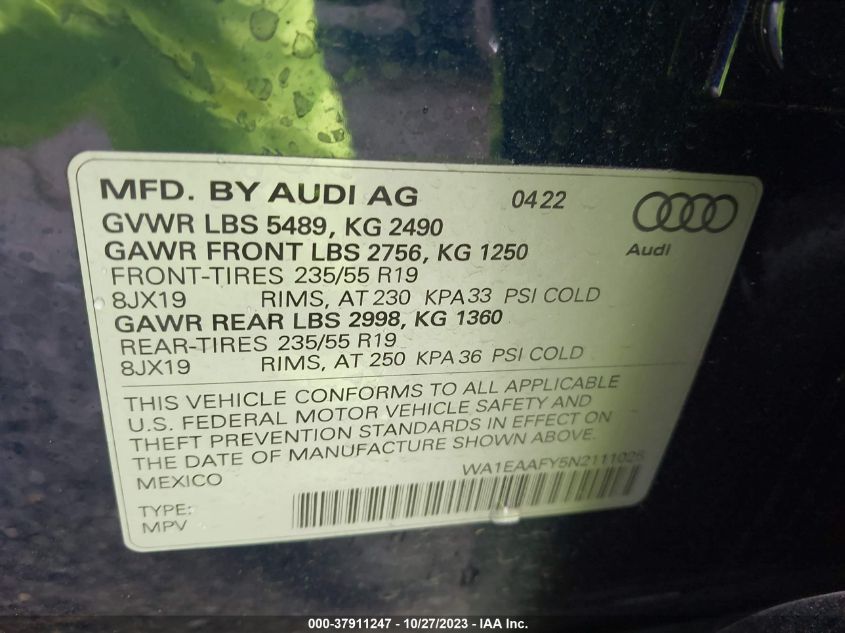 MFD. BY AUDI AG 0422
Audi
GVWR LBS 5489, KG 2490
GAWR FRONT LBS 2756, KG 1250
FRONT-TIRES 235/55 R19
8JX19 RIMS, AT 230 KPA 33 PSI COLD
GAWR REAR LBS 2998, KG 1360
REAR-TIRES 235/55 R19
8JX19 RIMS, AT 250 KPA 36 PSI COLD
THIS VEHICLE CONFORMS TO ALL APPLICABLE
U.S. FEDERAL MOTOR VEHICLE SAFETY AND
THEFT PREVENTION STANDARDS IN EFFECT ON
THE DATE OF MANUFACTURE SHOWN ABOVE.
MEXICO WA1EAAFY5N2111025
TYPE:
MPV
000-37911247 - 10/27/2023 - IAA Inc.